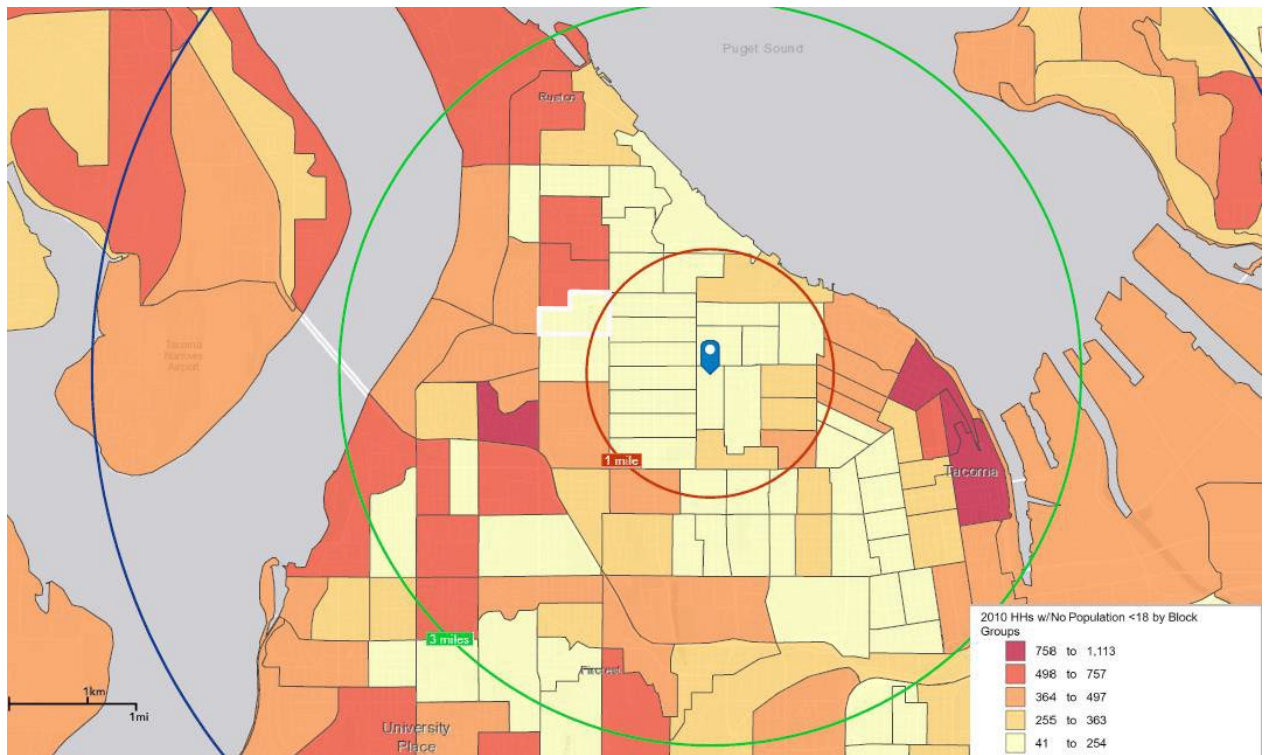 Puget Sound
Ruston
Tacoma
Narrows
Airport
1 mile
Tacoma
3 miles
Fircrest
University
Place
1km
1mi
2010 HHs w/No Population <18 by Block
Groups
758 to 1,113
498 to 757
364 to 497
255 to 363
41 to 254